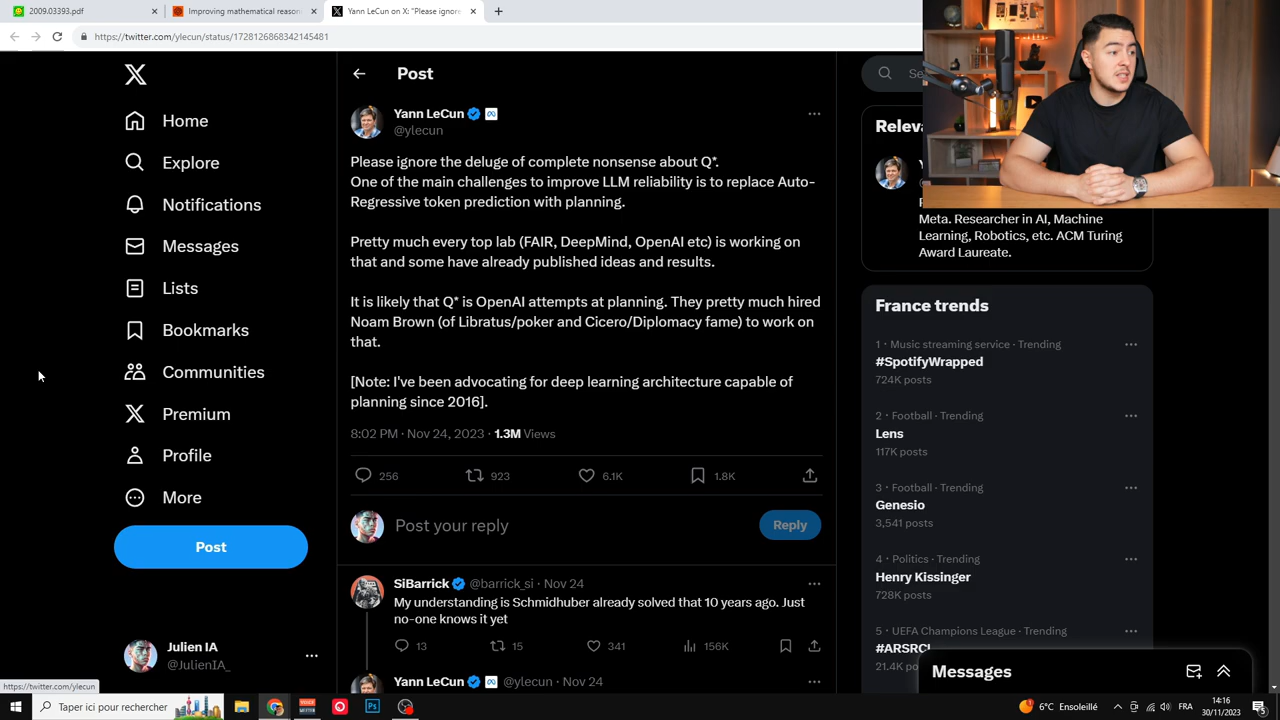 2009.03393.pdf
Improving mathematical reason
Yann LeCun on X: "Please ignore
https://twitter.com/ylecun/status/1728126868342145481
Home
Explore
Notifications
Messages
Lists
Bookmarks
Communities
Premium
Profile
More
Post
Julien IA
@JulienIA_
Post
Yann LeCun
@ylecun
Please ignore the deluge of complete nonsense about Q*.
One of the main challenges to improve LLM reliability is to replace Auto-
Regressive token prediction with planning.
Pretty much every top lab (FAIR, DeepMind, OpenAI etc) is working on
that and some have already published ideas and results.
It is likely that Q* is OpenAI attempts at planning. They pretty much hired
Noam Brown (of Libratus/poker and Cicero/Diplomacy fame) to work on
that.
[Note: I've been advocating for deep learning architecture capable of
planning since 2016].
8:02 PM · Nov 24, 2023 · 1.3M Views
256 923 6.1K 1.8K
Post your reply
Reply
SiBarrick @barrick_si · Nov 24
My understanding is Schmidhuber already solved that 10 years ago. Just
no-one knows it yet
13 15 341 156K
Yann LeCun @ylecun · Nov 24
Se
Releva
Meta. Researcher in AI, Machine
Learning, Robotics, etc. ACM Turing
Award Laureate.
France trends
1 · Music streaming service · Trending
#SpotifyWrapped
724K posts
2 · Football · Trending
Lens
117K posts
3 · Football · Trending
Genesio
3,541 posts
4 · Politics · Trending
Henry Kissinger
728K posts
5 · UEFA Champions League · Trending
#ARSRCL
21.4K po
Messages
https://twitter.com/ylecun
Taper ici pour rechercher
6°C Ensoleillé
FRA
14:16
30/11/2023
5